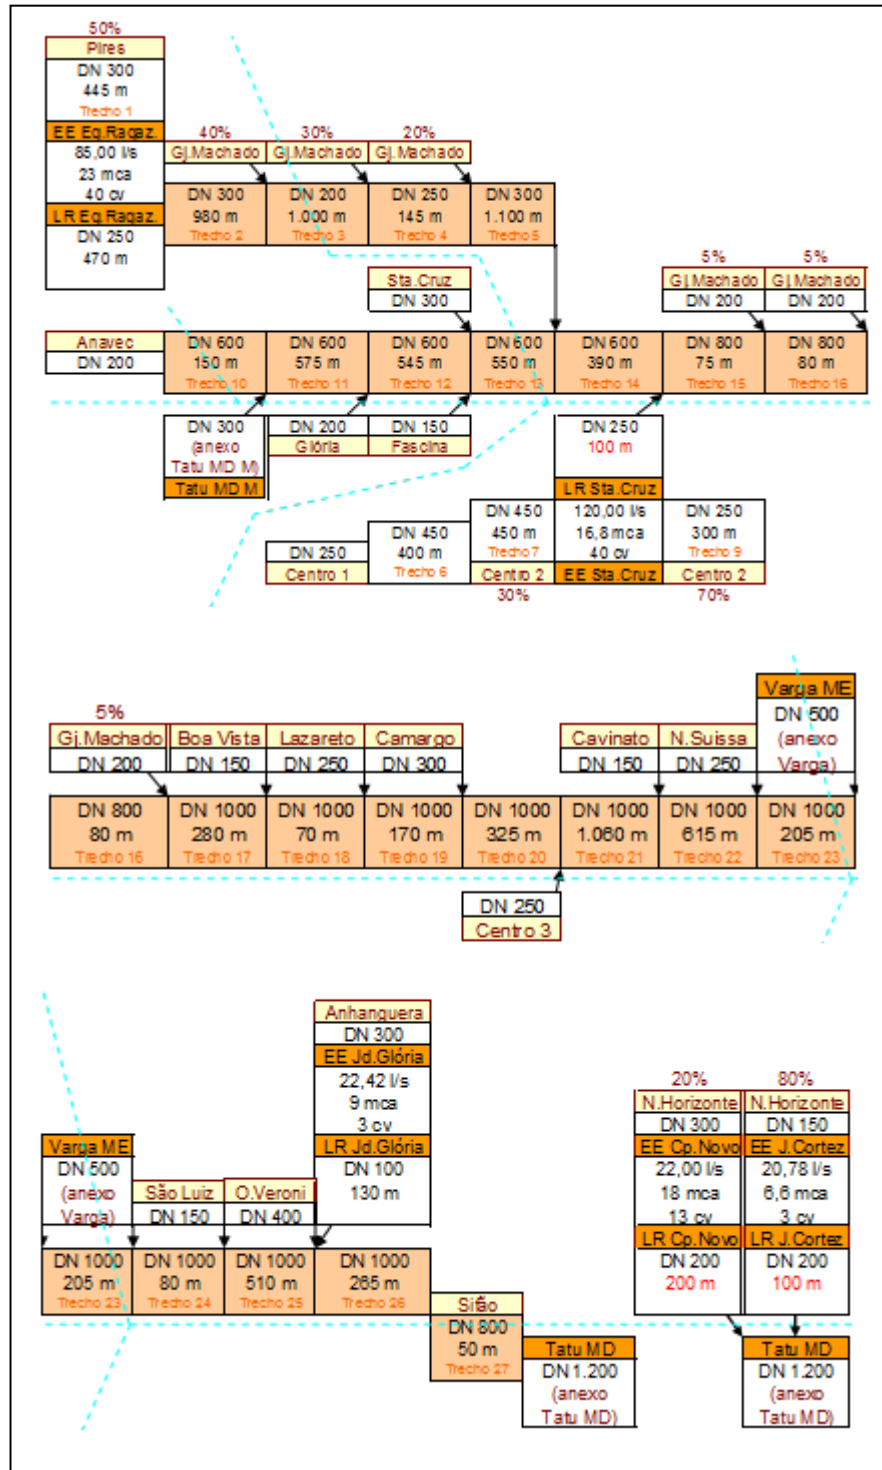 50%
Pires
DN 300
445 m
Trecho 1
EE Eg.Ragaz.
85,00 l/s
23 mca
40 cv
LR Eg.Ragaz.
DN 250
470 m
40% 30% 20%
Gj.Machado Gj.Machado Gj.Machado
DN 300 DN 200 DN 250 DN 300
980 m 1.000 m 145 m 1.100 m
Trecho 2 Trecho 3 Trecho 4 Trecho 5
Sta.Cruz
DN 300
5% 5%
Gj.Machado Gj.Machado
DN 200 DN 200
Anavec
DN 200
DN 600 DN 600 DN 600 DN 600 DN 600 DN 800 DN 800
150 m 575 m 545 m 550 m 390 m 75 m 80 m
Trecho 10 Trecho 11 Trecho 12 Trecho 13 Trecho 14 Trecho 15 Trecho 16
DN 300
(anexo
Tatu MD M)
Tatu MD M
DN 200
Glória
DN 150
Fascina
DN 250
100 m
LR Sta.Cruz
120,00 l/s
16,8 mca
40 cv
EE Sta.Cruz
DN 250
Centro 1
DN 450
400 m
Trecho 6
DN 450
450 m
Trecho 7
Centro 2
30%
DN 250
300 m
Trecho 9
Centro 2
70%
5%
Gj.Machado Boa Vista Lazareto Camargo Cavinato N.Suissa
DN 200 DN 150 DN 250 DN 300 DN 150 DN 250
Varga ME
DN 500
(anexo
Varga)
DN 800 DN 1000 DN 1000 DN 1000 DN 1000 DN 1000 DN 1000 DN 1000
80 m 280 m 70 m 170 m 325 m 1.060 m 615 m 205 m
Trecho 16 Trecho 17 Trecho 18 Trecho 19 Trecho 20 Trecho 21 Trecho 22 Trecho 23
DN 250
Centro 3
Anhanguera
DN 300
EE Jd.Glória
22,42 l/s
9 mca
3 cv
LR Jd.Glória
DN 100
130 m
Varga ME
DN 500
(anexo
Varga)
São Luiz O.Veroni
DN 150 DN 400
DN 1000 DN 1000 DN 1000 DN 1000
205 m 80 m 510 m 265 m
Trecho 23 Trecho 24 Trecho 25 Trecho 26
Sifão
DN 800
50 m
Trecho 27
Tatu MD
DN 1.200
(anexo
Tatu MD)
20% 80%
N.Horizonte N.Horizonte
DN 300 DN 150
EE Cp.Novo EE J.Cortez
22,00 l/s 20,78 l/s
18 mca 6,6 mca
13 cv 3 cv
LR Cp.Novo LR J.Cortez
DN 200 DN 200
200 m 100 m
Tatu MD
DN 1.200
(anexo
Tatu MD)